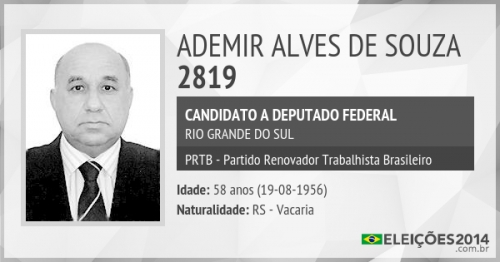 ADEMIR ALVES DE SOUZA
2819
CANDIDATO A DEPUTADO FEDERAL
RIO GRANDE DO SUL
PRTB - Partido Renovador Trabalhista Brasileiro
Idade: 58 anos (19-08-1956)
Naturalidade: RS - Vacaria
ELEIÇÕES2014
.com.br